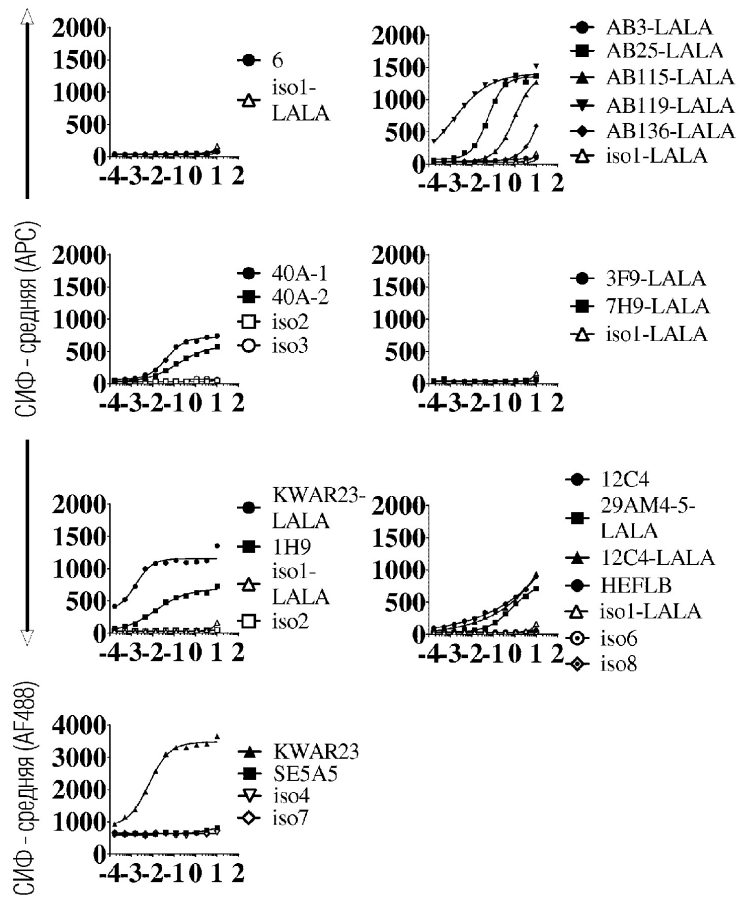 СИФ - средняя (APC)
СИФ - средняя (AF488)
2000
1500
1000
500
0
-4-3-2-1 0 1 2
6
iso1-
LALA
2000
1500
1000
500
0
-4-3-2-1 0 1 2
AB3-LALA
AB25-LALA
AB115-LALA
AB119-LALA
AB136-LALA
iso1-LALA
2000
1500
1000
500
0
-4-3-2-1 0 1 2
40A-1
40A-2
iso2
iso3
2000
1500
1000
500
0
-4-3-2-1 0 1 2
3F9-LALA
7H9-LALA
iso1-LALA
2000
1500
1000
500
0
-4-3-2-1 0 1 2
KWAR23-
LALA
1H9
iso1-
LALA
iso2
2000
1500
1000
500
0
-4-3-2-1 0 1 2
12C4
29AM4-5-
LALA
12C4-LALA
HEFLB
iso1-LALA
iso6
iso8
4000
3000
2000
1000
0
-4-3-2-1 0 1 2
KWAR23
SE5A5
iso4
iso7